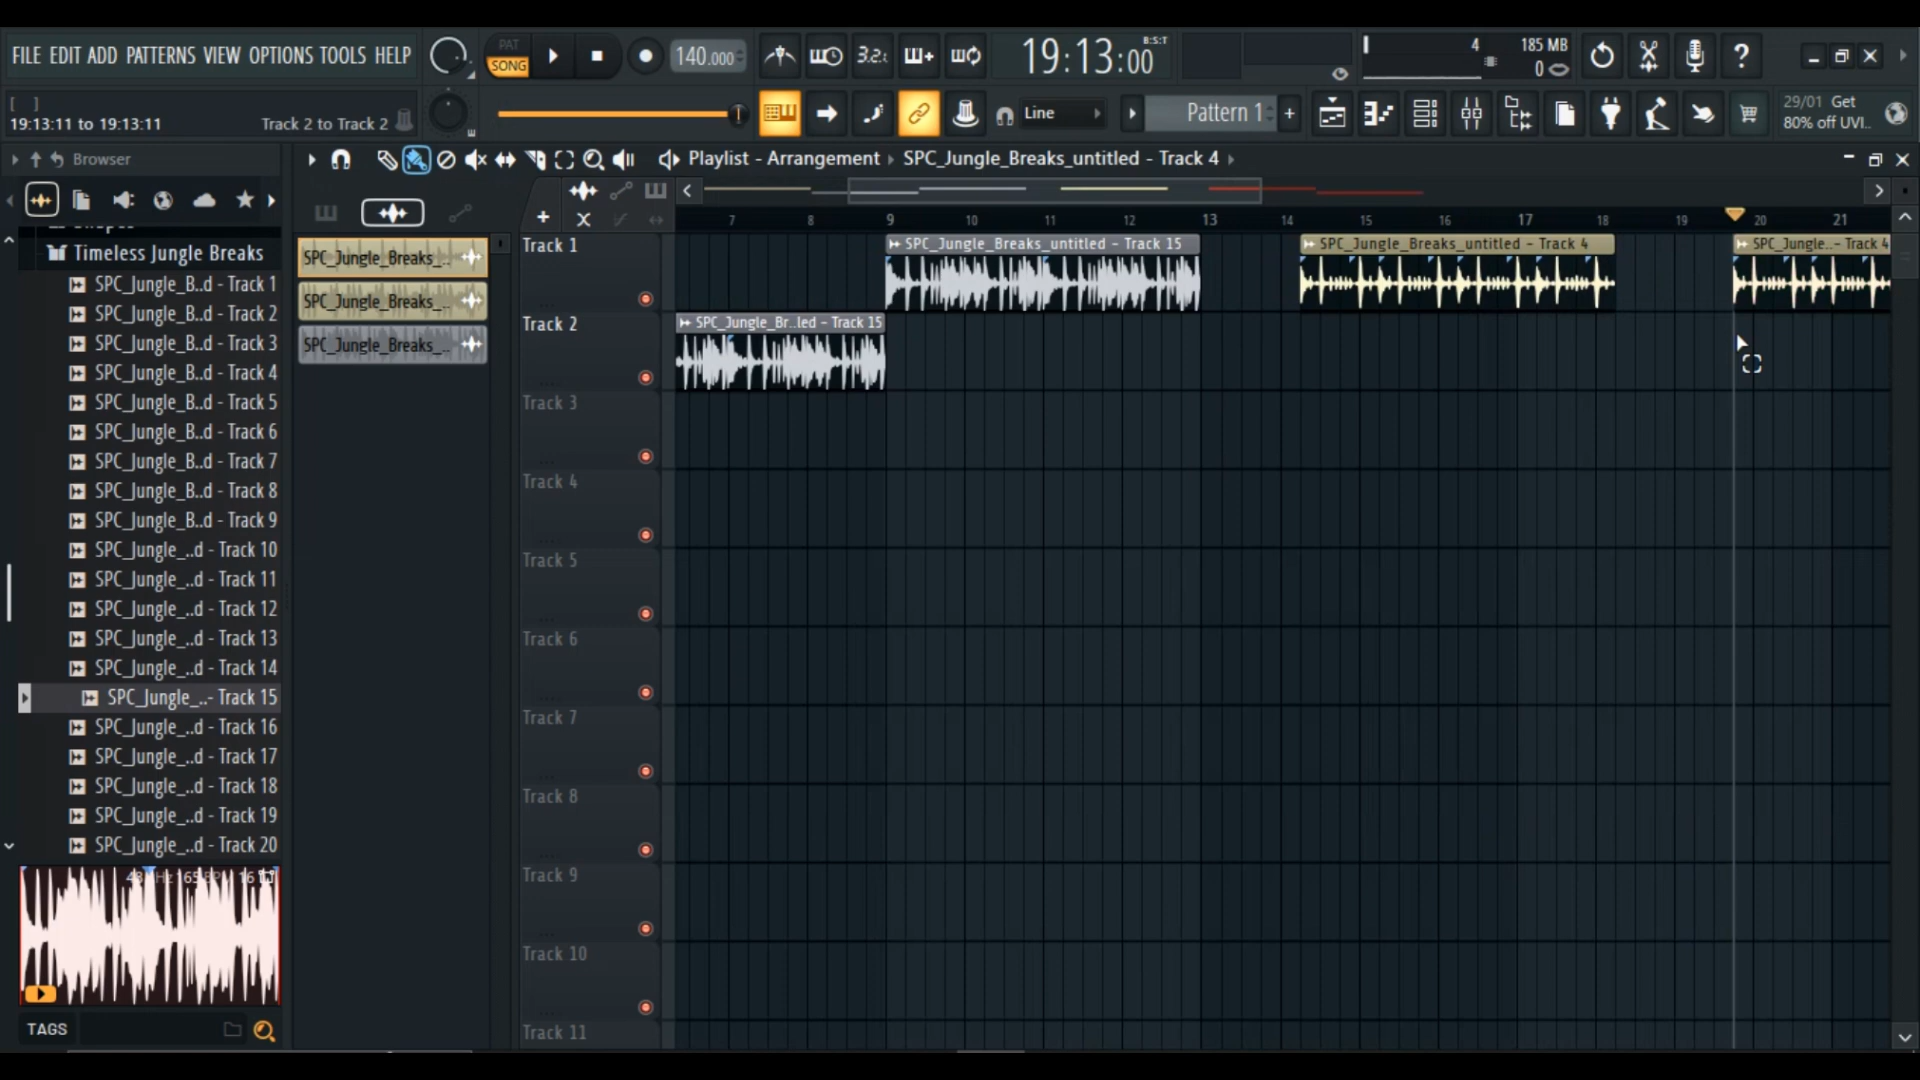 FILE EDIT ADD PATTERNS VIEW OPTIONS TOOLS HELP
PAT
SONG
140.000
3.2.
19:13:00
B:S:T
4
185 MB
0
19:13:11 to 19:13:11
Track 2 to Track 2
Line
Pattern 1
29/01 Get
80% off UVI..
Browser
Playlist - Arrangement
SPC_Jungle_Breaks_untitled - Track 4
Timeless Jungle Breaks
SPC_Jungle_B..d - Track 1
SPC_Jungle_B..d - Track 2
SPC_Jungle_B..d - Track 3
SPC_Jungle_B..d - Track 4
SPC_Jungle_B..d - Track 5
SPC_Jungle_B..d - Track 6
SPC_Jungle_B..d - Track 7
SPC_Jungle_B..d - Track 8
SPC_Jungle_B..d - Track 9
SPC_Jungle_..d - Track 10
SPC_Jungle_..d - Track 11
SPC_Jungle_..d - Track 12
SPC_Jungle_..d - Track 13
SPC_Jungle_..d - Track 14
SPC_Jungle_..- Track 15
SPC_Jungle_..d - Track 16
SPC_Jungle_..d - Track 17
SPC_Jungle_..d - Track 18
SPC_Jungle_..d - Track 19
SPC_Jungle_..d - Track 20
TAGS
SPC_Jungle_Breaks_..
SPC_Jungle_Breaks_..
SPC_Jungle_Breaks_..
7 8 9 10 11 12 13 14 15 16 17 18 19 20 21
Track 1
SPC_Jungle_Breaks_untitled - Track 15
SPC_Jungle_Breaks_untitled - Track 4
SPC_Jungle..- Track 4
Track 2
SPC_Jungle_Br..led - Track 15
Track 3
Track 4
Track 5
Track 6
Track 7
Track 8
Track 9
Track 10
Track 11